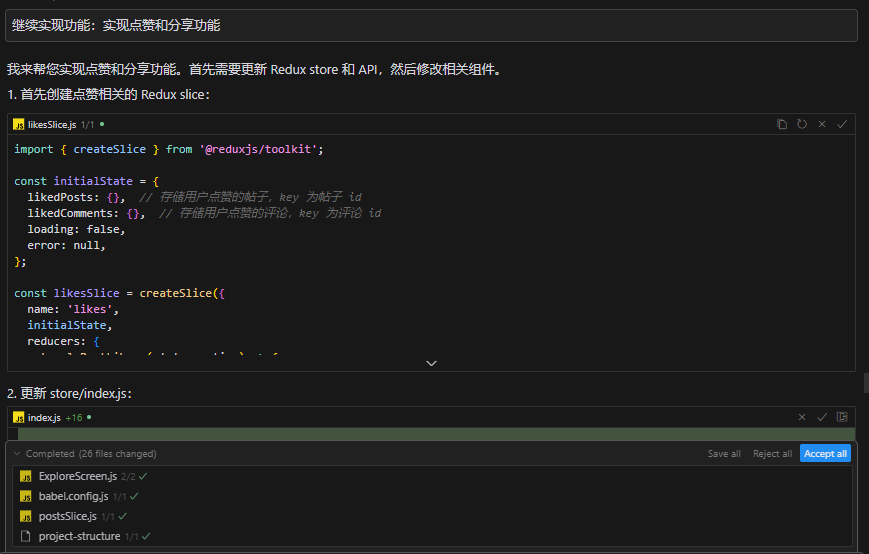 继续实现功能：实现点赞和分享功能
我来帮您实现点赞和分享功能。首先需要更新 Redux store 和 API，然后修改相关组件。
1. 首先创建点赞相关的 Redux slice：
JS likesSlice.js 1/1
import { createSlice } from '@reduxjs/toolkit';
const initialState = {
likedPosts: {}, // 存储用户点赞的帖子，key 为帖子 id
likedComments: {}, // 存储用户点赞的评论，key 为评论 id
loading: false,
error: null,
};
const likesSlice = createSlice({
name: 'likes',
initialState,
reducers: {
2. 更新 store/index.js：
JS index.js +16
Completed (26 files changed) Save all Reject all Accept all
JS ExploreScreen.js 2/2
JS babel.config.js 1/1
JS postsSlice.js 1/1
project-structure 1/1